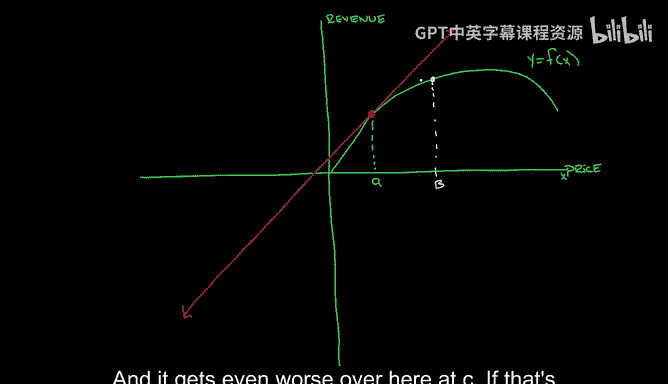 REVENUE
GPT中英字幕课程资源 bilibili
y=f(x)
PRICE
x
a
B
And it gets even worse over here at c. If that's